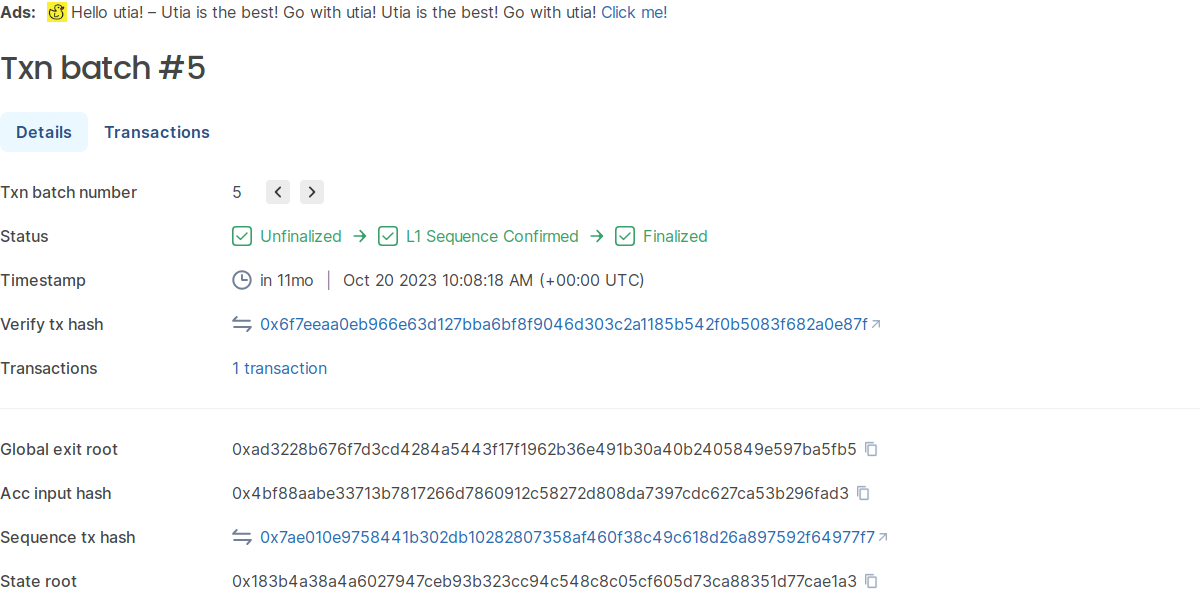 Ads: Hello utia! – Utia is the best! Go with utia! Utia is the best! Go with utia! Click me!
Txn batch #5
Details Transactions
Txn batch number 5
Status Unfinalized → L1 Sequence Confirmed → Finalized
Timestamp in 11mo | Oct 20 2023 10:08:18 AM (+00:00 UTC)
Verify tx hash 0x6f7eeaa0eb966e63d127bba6bf8f9046d303c2a1185b542f0b5083f682a0e87f
Transactions 1 transaction
Global exit root 0xad3228b676f7d3cd4284a5443f17f1962b36e491b30a40b2405849e597ba5fb5
Acc input hash 0x4bf88aabe33713b7817266d7860912c58272d808da7397cdc627ca53b296fad3
Sequence tx hash 0x7ae010e9758441b302db10282807358af460f38c49c618d26a897592f64977f7
State root 0x183b4a38a4a6027947ceb93b323cc94c548c8c05cf605d73ca88351d77cae1a3